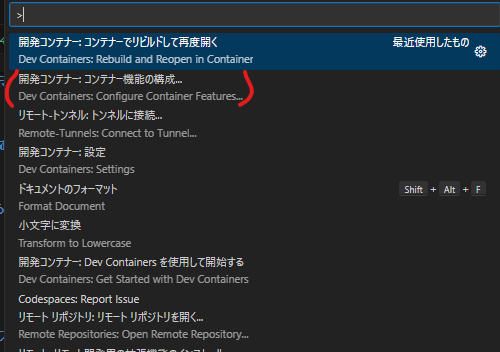 >
開発コンテナー: コンテナーでリビルドして再度開く 最近使用したもの
Dev Containers: Rebuild and Reopen in Container
開発コンテナー: コンテナー機能の構成...
Dev Containers: Configure Container Features...
リモート-トンネル: トンネルに接続...
Remote-Tunnels: Connect to Tunnel...
開発コンテナー: 設定
Dev Containers: Settings
ドキュメントのフォーマット Shift + Alt + F
Format Document
小文字に変換
Transform to Lowercase
開発コンテナー: Dev Containers を使用して開始する
Dev Containers: Get Started with Dev Containers
Codespaces: Report Issue
リモート リポジトリ: リモート リポジトリを開く...
Remote Repositories: Open Remote Repository...